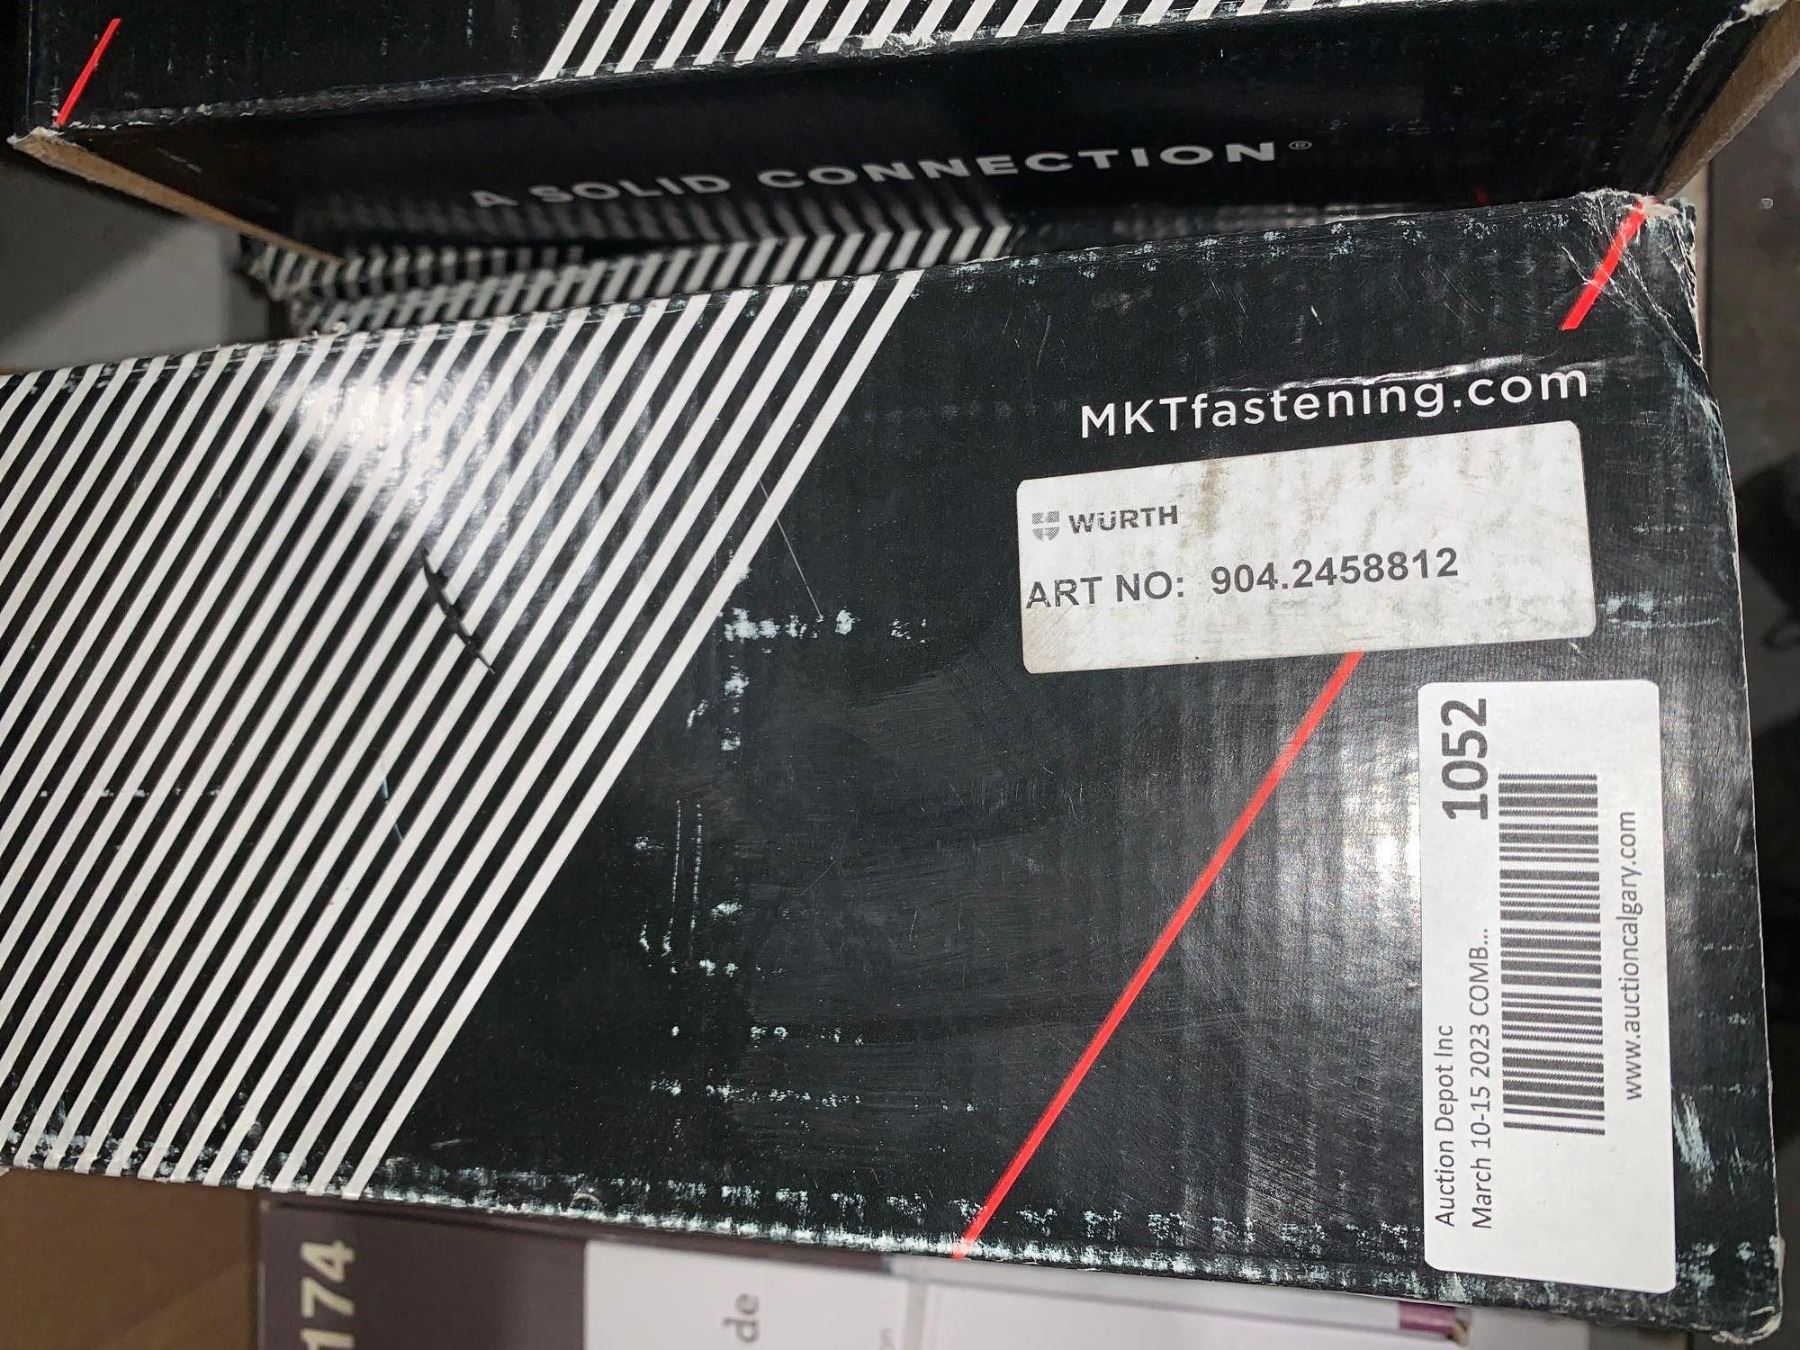 A SOLID CONNECTION®
MKTfastening.com
WÜRTH
ART NO: 904.2458812
1052
Auction Depot Inc
March 10-15 2023 COMB...
www.auctioncalgary.com
174
de